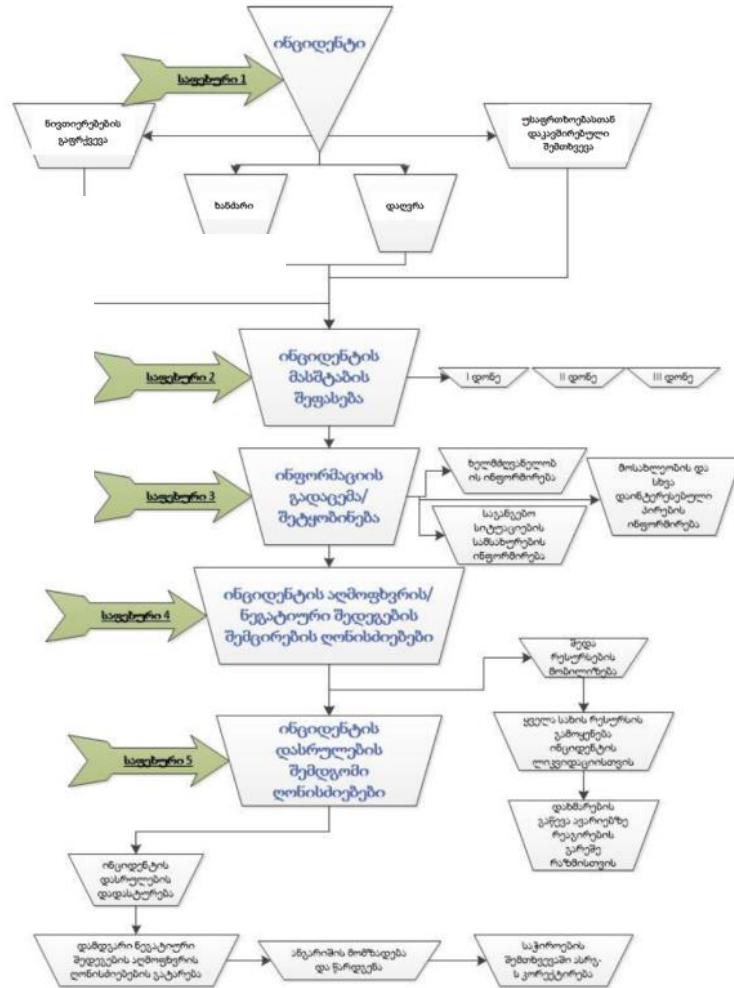 ინციდენტი
საფეხური 1
ნივთიერებების
გაფრქვევა
უსაფრთხოებასთან
დაკავშირებული
შემთხვევა
ხანძარი
დაღვრა
საფეხური 2
ინციდენტის
მასშტაბის
შეფასება
I დონე
II დონე
III დონე
საფეხური 3
ინფორმაციის
გადაცემა/
შეტყობინება
ხელმძღვანელობ
ის ინფორმირება
საგანგებო
სიტუაციების
სამსახურების
ინფორმირება
მოსახლეობის და
სხვა
დაინტერესებული
პირების
ინფორმირება
საფეხური 4
ინციდენტის აღმოფხვრის/
ნეგატიური შედეგების
შემცირების ღონისძიებები
შედა
რესურსების
მობილიზება
ყველა სახის რესურსის
გამოყენება
ინციდენტის
ლიკვიდაციისთვის
დახმარების
გაწევა ავარიებზე
რეაგირების
გარეშე
რაზმისთვის
საფეხური 5
ინციდენტის
დასრულების
შემდგომი
ღონისძიებები
ინციდენტის
დასრულების
დადასტურება
დამდგარი ნეგატიური
შედეგების აღმოფხვრის
ღონისძიებების გატარება
ანგარიშის მომზადება
და წარდგენა
საჭიროების
შემთხვევაში ასრგ-
ს კორექტირება